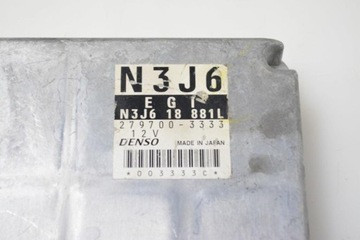 N3J6
EGI
N3J6 18 881L
279700-3333
12V
DENSO MADE IN JAPAN
*003333C*